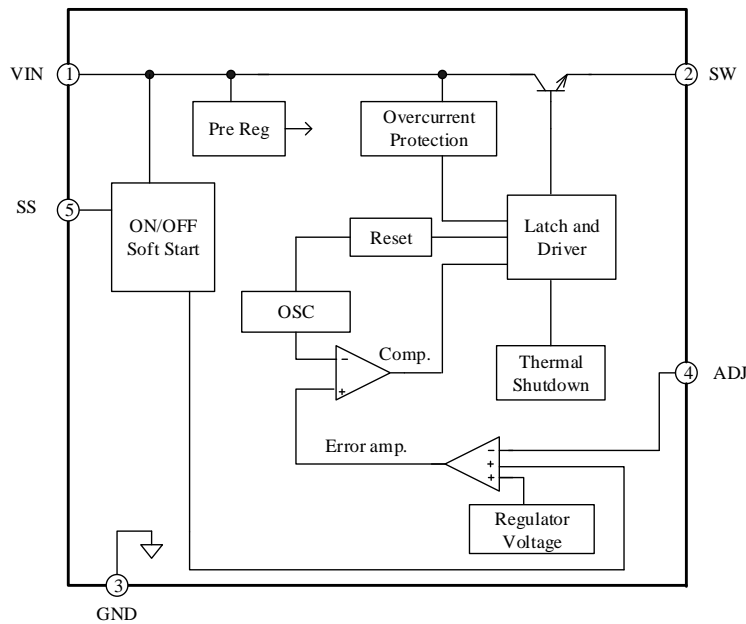 VIN 1
2 SW
Pre Reg
Overcurrent
Protection
SS 5
ON/OFF
Soft Start
Latch and
Driver
Reset
OSC
Comp.
−
+
Thermal
Shutdown
4 ADJ
Error amp.
−
+
+
Regulator
Voltage
3
GND